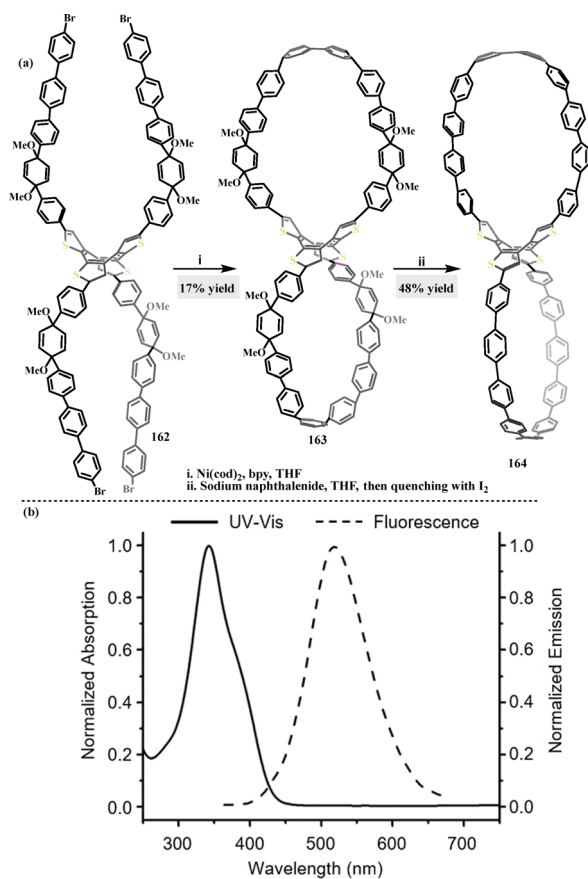 Br Br
(a)
MeO OMe MeO OMe
MeO OMe MeO OMe
S S S S S S
S S S S S S
i ii
17% yield 48% yield
MeO OMe MeO OMe
MeO OMe MeO OMe
162 163 164
Br Br
i. Ni(cod)2, bpy, THF
ii. Sodium naphthalenide, THF, then quenching with I2
(b)
UV-Vis Fluorescence
Normalized Absorption
1.0
0.8
0.6
0.4
0.2
0.0
300 400 500 600 700
Wavelength (nm)
1.0
0.8
0.6
0.4
0.2
0.0
Normalized Emission